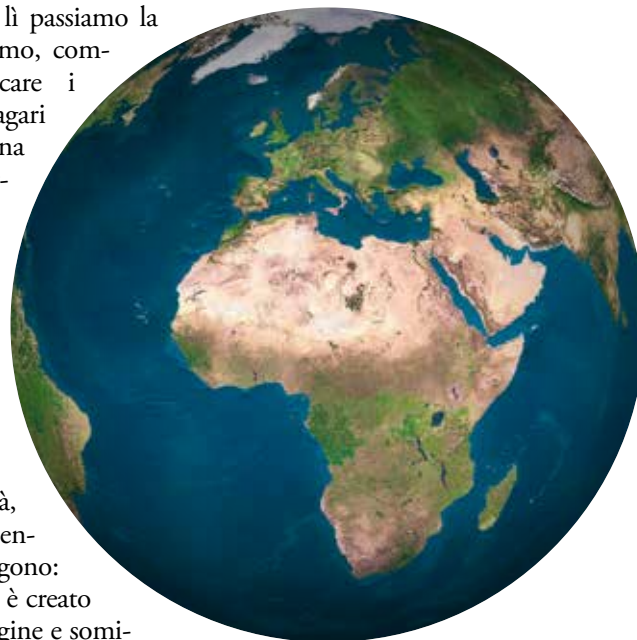 lì passiamo la
mo, com-
care i
agari
na
-
à,
en-
gono:
è creato
gine e somi-